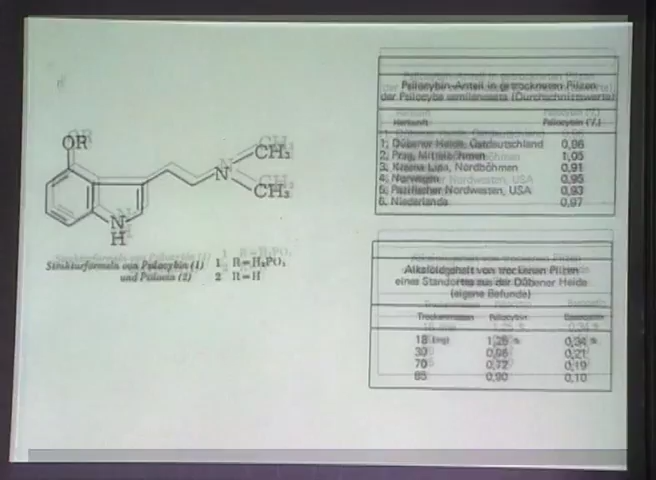 OR
N
CH₃
CH₃
N
H
Strukturformeln von Psilocybin (1) 1 R=H₂PO₃
und Psilocin (2) 2 R=H
Psilocybin-Anteil in getrockneten Pilzen
der Psilocybe semilanceata (Durchschnittswerte)
Herkunft Psilocybin (%)
1. Dübener Heide, Ostdeutschland 0,96
2. Prag, Mittelböhmen 1,05
3. Krasna Lipa, Nordböhmen 0,91
4. Norwegen 0,95
5. Pazifischer Nordwesten, USA 0,93
6. Niederlande 0,97
Alkaloidgehalt von trockenen Pilzen
eines Standortes aus der Dübener Heide
(eigene Befunde)
Trockenmasse Psilocybin Baeocystin
18 (mg) 1,25 % 0,34 %
30 0,96 0,21
70 0,72 0,19
85 0,90 0,10